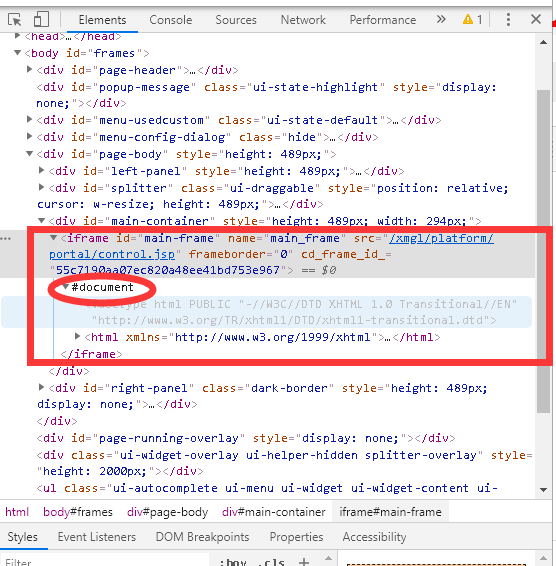 Elements Console Sources Network Performance » 1
<head>…</head>
<body id="frames">
<div id="page-header">…</div>
<div id="popup-message" class="ui-state-highlight" style="display:
none;"></div>
<div id="menu-usedcustom" class="ui-state-default">…</div>
<div id="menu-config-dialog" class="hide">…</div>
<div id="page-body" style="height: 489px;">
<div id="left-panel" style="height: 489px;">…</div>
<div id="splitter" class="ui-draggable" style="position: relative;
cursor: w-resize; height: 489px;"></div>
<div id="main-container" style="height: 489px; width: 294px;">
… <iframe id="main-frame" name="main_frame" src="/xmgl/platform/
portal/control.jsp" frameborder="0" cd_frame_id_=
"55c7190aa07ec820a48ee41bd753e967"> == $0
#document
<!doctype html PUBLIC "-//W3C//DTD XHTML 1.0 Transitional//EN"
"http://www.w3.org/TR/xhtml1/DTD/xhtml1-transitional.dtd">
<html xmlns="http://www.w3.org/1999/xhtml">…</html>
</iframe>
</div>
<div id="right-panel" class="dark-border" style="height: 489px;
display: none;">…</div>
</div>
<div id="page-running-overlay" style="display: none;"></div>
<div class="ui-widget-overlay ui-helper-hidden splitter-overlay" style=
"height: 2000px;"></div>
<ul class="ui-autocomplete ui-menu ui-widget ui-widget-content ui-
html body#frames div#page-body div#main-container iframe#main-frame
Styles Event Listeners DOM Breakpoints Properties Accessibility
Filter :hov .cls +